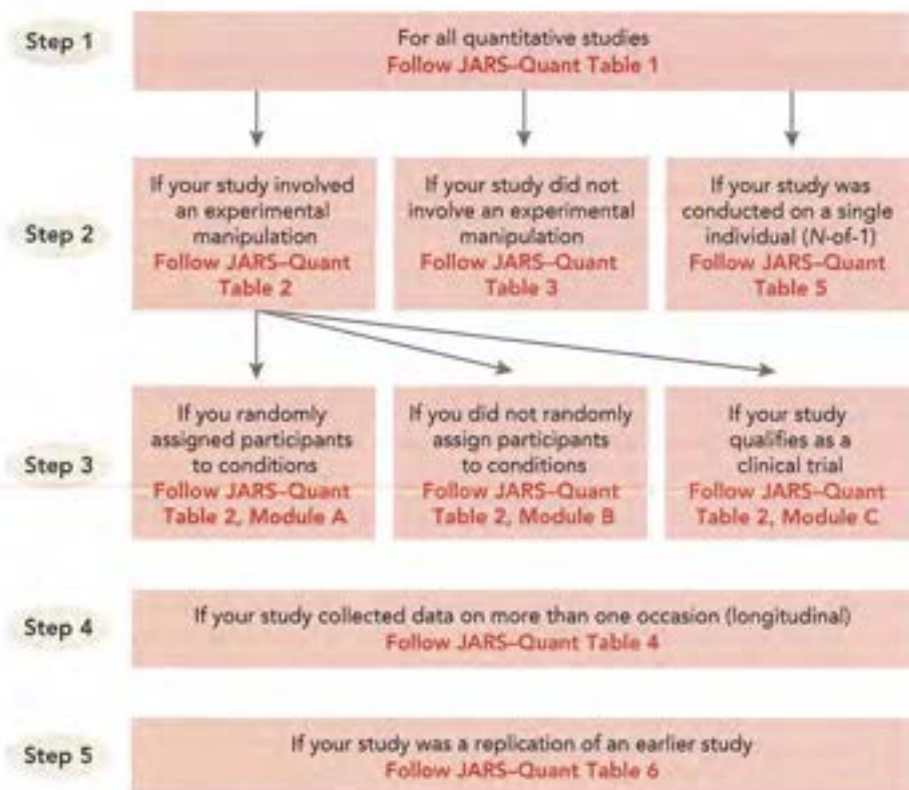 Step 1
For all quantitative studies
Follow JARS–Quant Table 1
Step 2
If your study involved
an experimental
manipulation
Follow JARS–Quant
Table 2
If your study did not
involve an experimental
manipulation
Follow JARS–Quant
Table 3
If your study was
conducted on a single
individual (N-of-1)
Follow JARS–Quant
Table 5
Step 3
If you randomly
assigned participants
to conditions
Follow JARS–Quant
Table 2, Module A
If you did not randomly
assign participants
to conditions
Follow JARS–Quant
Table 2, Module B
If your study
qualifies as a
clinical trial
Follow JARS–Quant
Table 2, Module C
Step 4
If your study collected data on more than one occasion (longitudinal)
Follow JARS–Quant Table 4
Step 5
If your study was a replication of an earlier study
Follow JARS–Quant Table 6